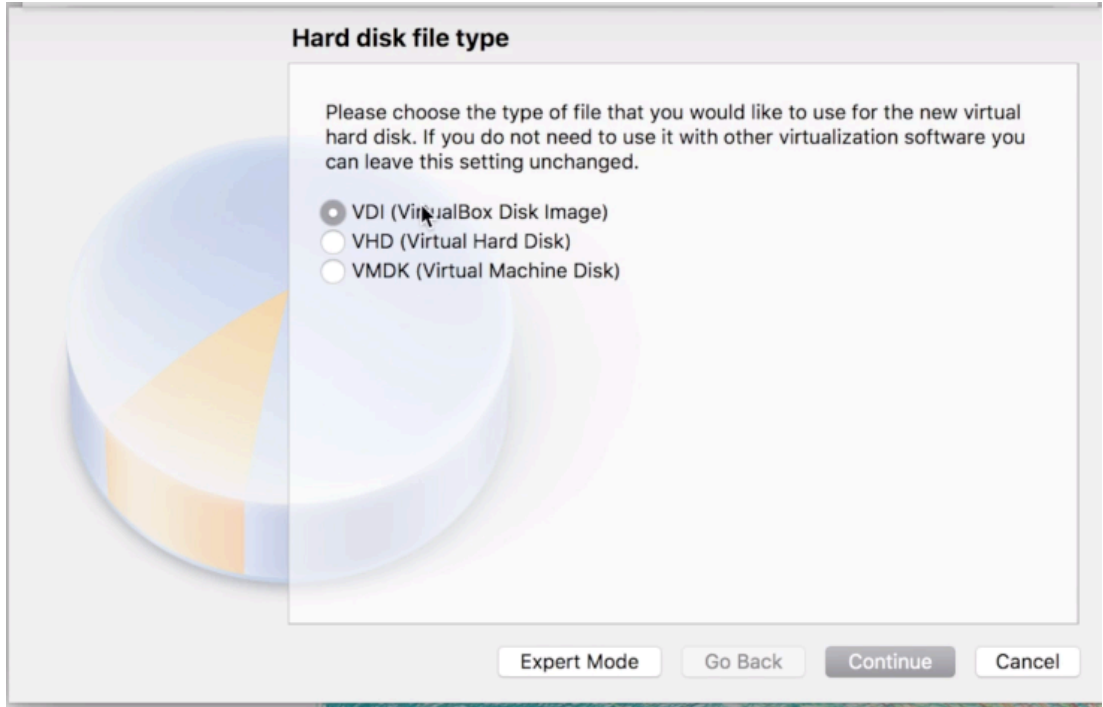 Hard disk file type
Please choose the type of file that you would like to use for the new virtual
hard disk. If you do not need to use it with other virtualization software you
can leave this setting unchanged.
VDI (VirtualBox Disk Image)
VHD (Virtual Hard Disk)
VMDK (Virtual Machine Disk)
Expert Mode
Go Back
Continue
Cancel